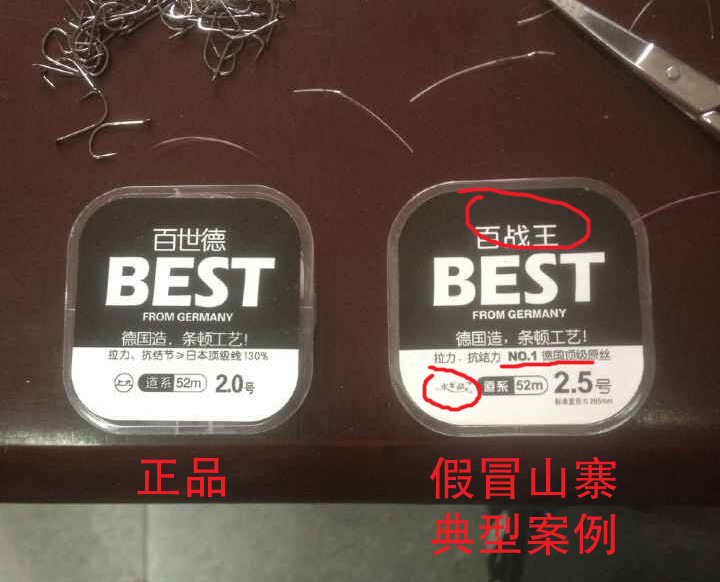 百世德
BEST
FROM GERMANY
德国造，条顿工艺!
拉力、抗结节≥日本顶级线130%
道系 52m 2.0号
正品
百战王
BEST
FROM GERMANY
德国造，条顿工艺!
拉力、抗结力 NO.1 德国顶级原丝
道系 52m 2.5号
假冒山寨
典型案例